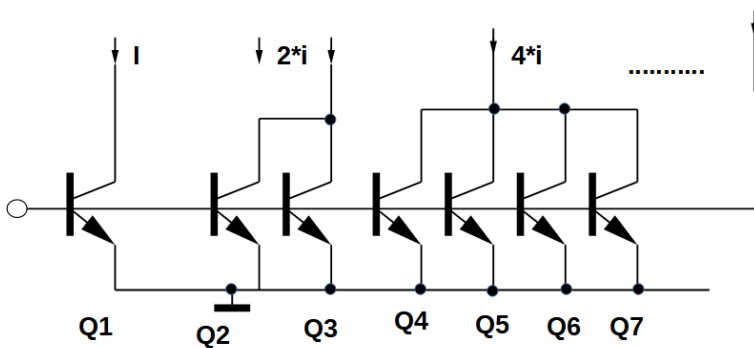 I
2*i
4*i
...........
Q1
Q2
Q3
Q4
Q5
Q6
Q7